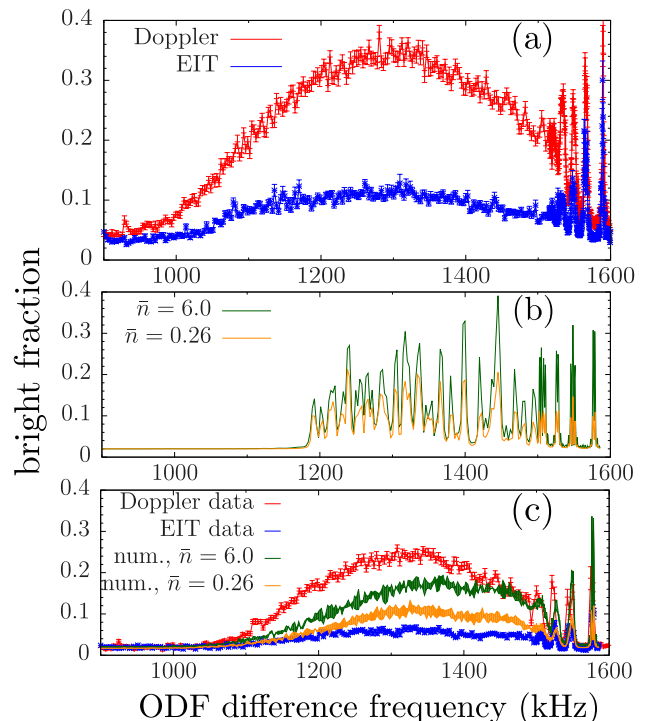 0.4
(a)
Doppler
EIT
0.3
0.2
0.1
0
1000 1200 1400 1600
0.4
(b)
n̄ = 6.0
n̄ = 0.26
0.3
0.2
0.1
0
1000 1200 1400 1600
0.4
(c)
Doppler data
EIT data
num., n̄ = 6.0
num., n̄ = 0.26
0.3
0.2
0.1
0
1000 1200 1400 1600
bright fraction
ODF difference frequency (kHz)